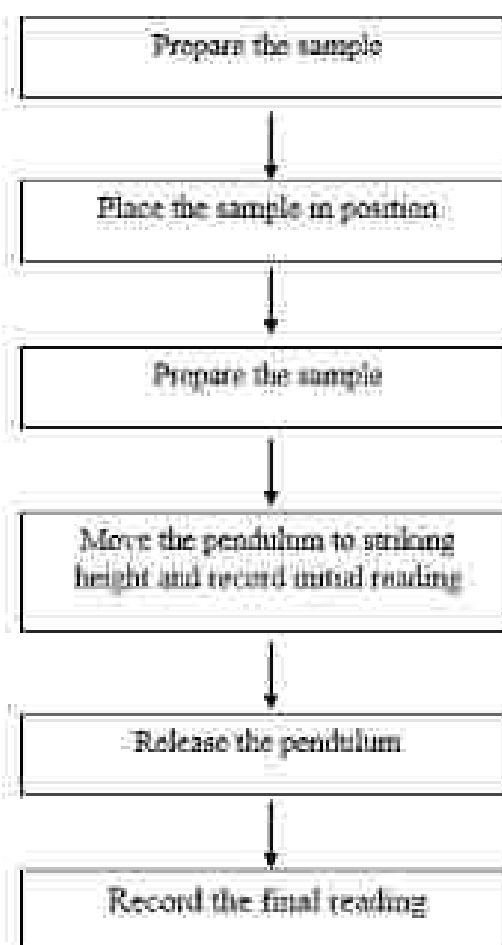 Prepare the sample
Place the sample in position
Prepare the sample
Move the pendulum to striking
height and record initial reading
Release the pendulum
Record the final reading